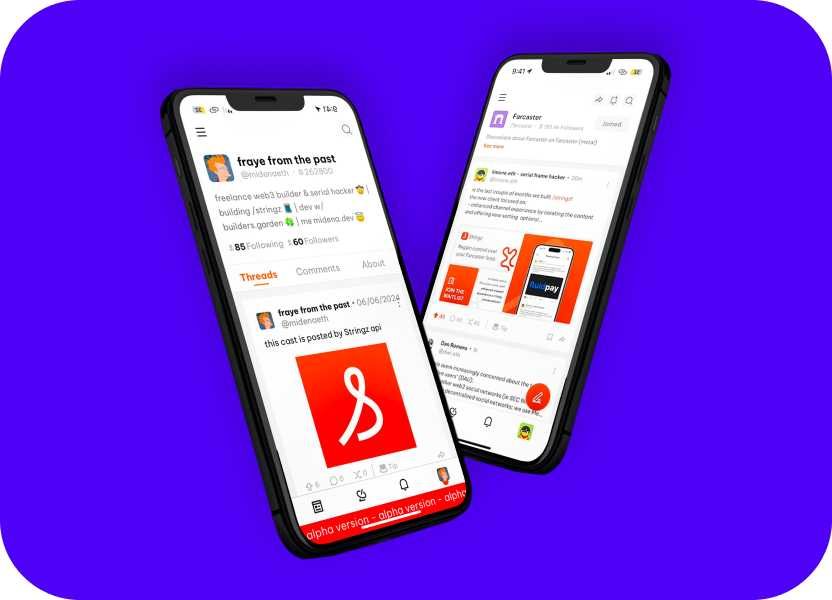 fraye from the past
@midenaeth · 262800
freelance web3 builder & serial hacker 🤠 |
building /stringz 🧵 | dev w/
builders.garden 🍀 | me midena.dev 😇
85 Following 60 Followers
Threads Comments About
fraye from the past • 06/06/2024
@midenaeth
this cast is posted by Stringz api
6 0 0 Tip
alpha version - alpha version - alpha
9:41
Farcaster
/farcaster · 195.4k Followers
Joined
Discussions about Farcaster on Farcaster (meta)
See more
limone.eth - serial frame hacker • 20m
@limone.eth
in the last couple of months we built /stringz!
the new client focused on:
- enhanced channel experience by curating the content
and offering new sorting options!...
Stringz
Regain control over
your Farcaster feed.
JOIN THE
WAITLIST
fluidpay
45 45 45 Tip
Dan Romero • 1h
@dwr.eth
seem increasingly concerned about the
ive users' (DAU).
other web2 social networks (in SEC
decentralized social networks; we use